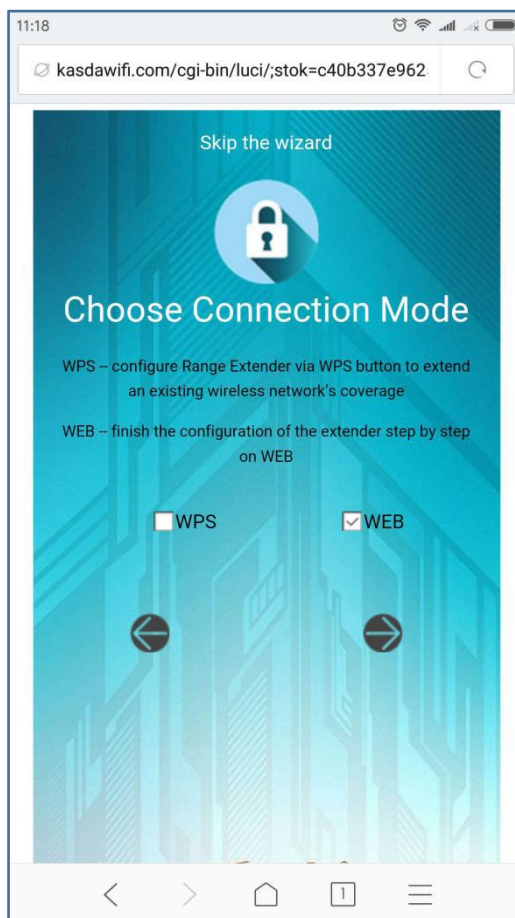 11:18
kasdawifi.com/cgi-bin/luci/;stok=c40b337e962
Skip the wizard
Choose Connection Mode
WPS – configure Range Extender via WPS button to extend
an existing wireless network's coverage
WEB – finish the configuration of the extender step by step
on WEB
WPS
WEB
1